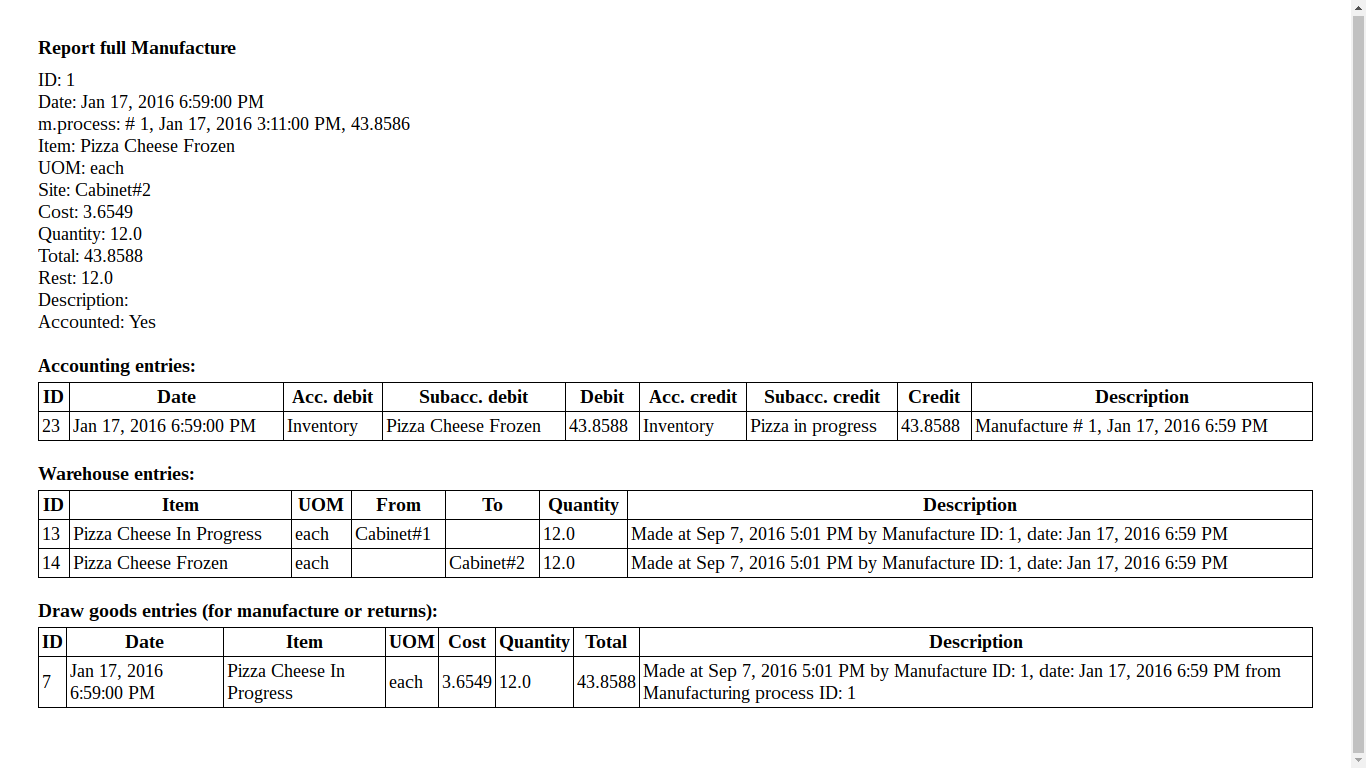 Report full Manufacture
ID: 1
Date: Jan 17, 2016 6:59:00 PM
m.process: # 1, Jan 17, 2016 3:11:00 PM, 43.8586
Item: Pizza Cheese Frozen
UOM: each
Site: Cabinet#2
Cost: 3.6549
Quantity: 12.0
Total: 43.8588
Rest: 12.0
Description:
Accounted: Yes
Accounting entries:
ID Date Acc. debit Subacc. debit Debit Acc. credit Subacc. credit Credit Description
23 Jan 17, 2016 6:59:00 PM Inventory Pizza Cheese Frozen 43.8588 Inventory Pizza in progress 43.8588 Manufacture # 1, Jan 17, 2016 6:59 PM
Warehouse entries:
ID Item UOM From To Quantity Description
13 Pizza Cheese In Progress each Cabinet#1 12.0 Made at Sep 7, 2016 5:01 PM by Manufacture ID: 1, date: Jan 17, 2016 6:59 PM
14 Pizza Cheese Frozen each Cabinet#2 12.0 Made at Sep 7, 2016 5:01 PM by Manufacture ID: 1, date: Jan 17, 2016 6:59 PM
Draw goods entries (for manufacture or returns):
ID Date Item UOM Cost Quantity Total Description
7 Jan 17, 2016 6:59:00 PM Pizza Cheese In Progress each 3.6549 12.0 43.8588 Made at Sep 7, 2016 5:01 PM by Manufacture ID: 1, date: Jan 17, 2016 6:59 PM from
Manufacturing process ID: 1